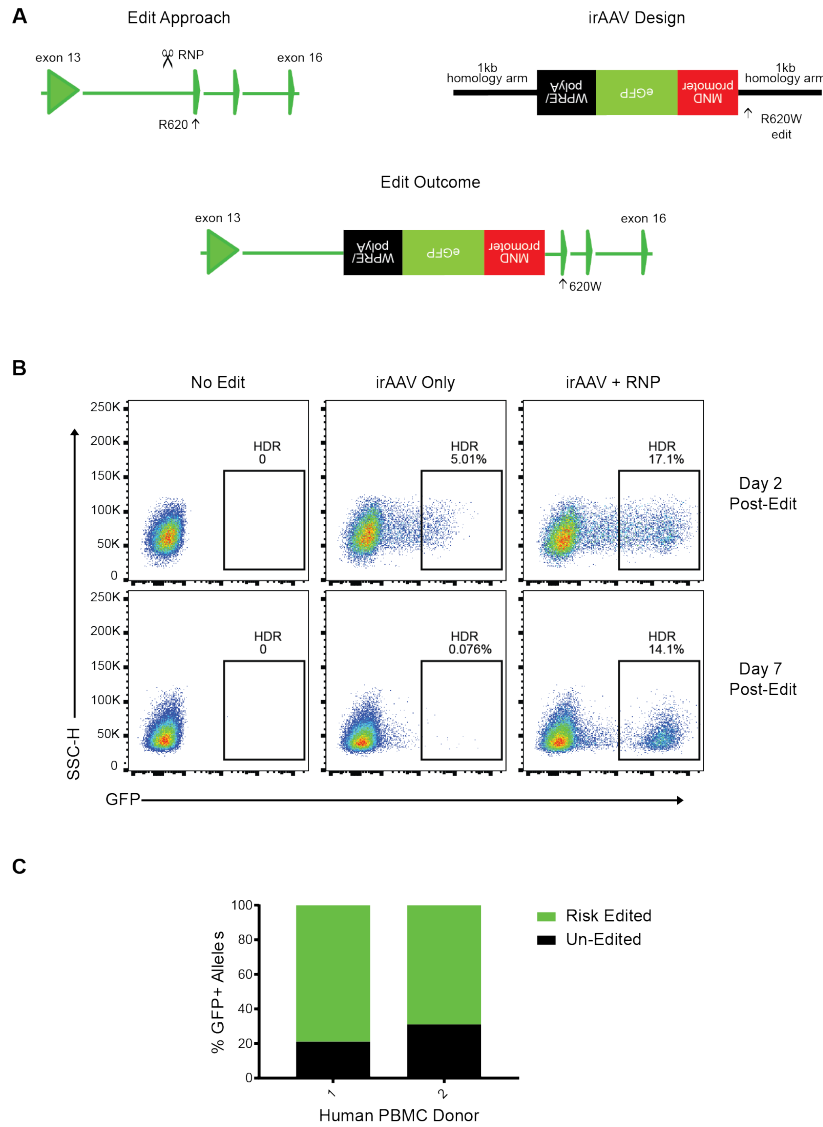 A
Edit Approach
exon 13
RNP
exon 16
R620
irAAV Design
1kb
homology arm
WPRE/
polyA
eGFP
MND
promoter
1kb
homology arm
R620W
edit
Edit Outcome
exon 13
WPRE/
polyA
eGFP
MND
promoter
exon 16
620W
B
No Edit
irAAV Only
irAAV + RNP
250K
200K
150K
100K
50K
0
HDR
0
HDR
5.01%
HDR
17.1%
Day 2
Post-Edit
250K
200K
150K
100K
50K
0
HDR
0
HDR
0.076%
HDR
14.1%
Day 7
Post-Edit
SSC-H
GFP
C
% GFP+ Alleles
100
80
60
40
20
0
1
2
Human PBMC Donor
Risk Edited
Un-Edited